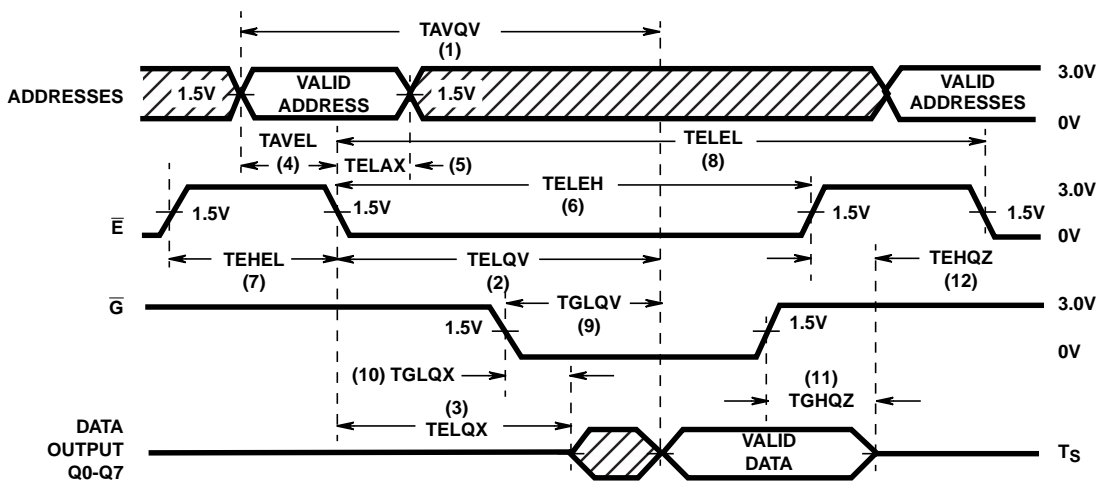 TAVQV
(1)
ADDRESSES
1.5V
VALID
ADDRESS
1.5V
VALID
ADDRESSES
3.0V
0V
TAVEL
(4)
TELAX
(5)
TELEL
(8)
TELEH
(6)
E
1.5V
1.5V
1.5V
1.5V
3.0V
0V
TEHEL
(7)
TELQV
(2)
TEHQZ
(12)
G
TGLQV
(9)
1.5V
1.5V
3.0V
0V
(10) TGLQX
(11)
TGHQZ
(3)
TELQX
DATA
OUTPUT
Q0-Q7
VALID
DATA
TS